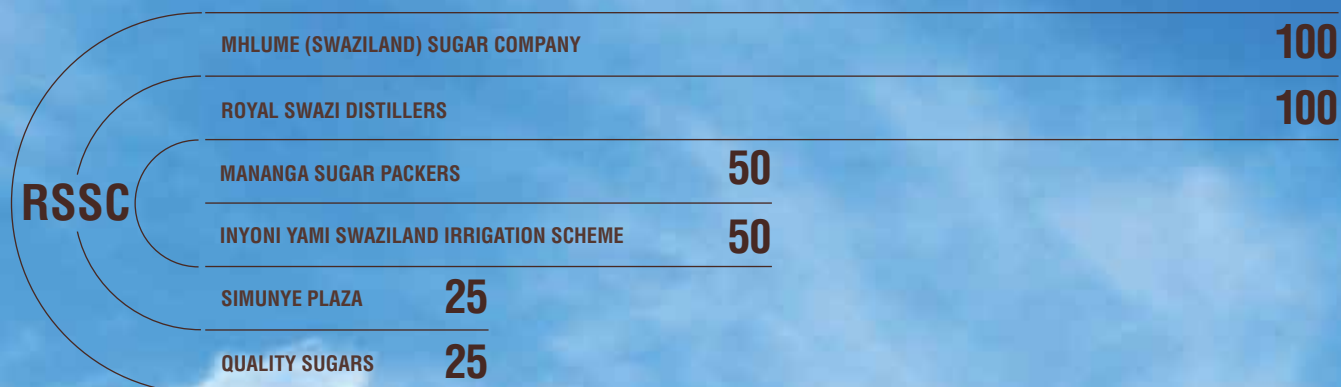 MHLUME (SWAZILAND) SUGAR COMPANY 100
ROYAL SWAZI DISTILLERS 100
MANANGA SUGAR PACKERS 50
RSSC
INYONI YAMI SWAZILAND IRRIGATION SCHEME 50
SIMUNYE PLAZA 25
QUALITY SUGARS 25